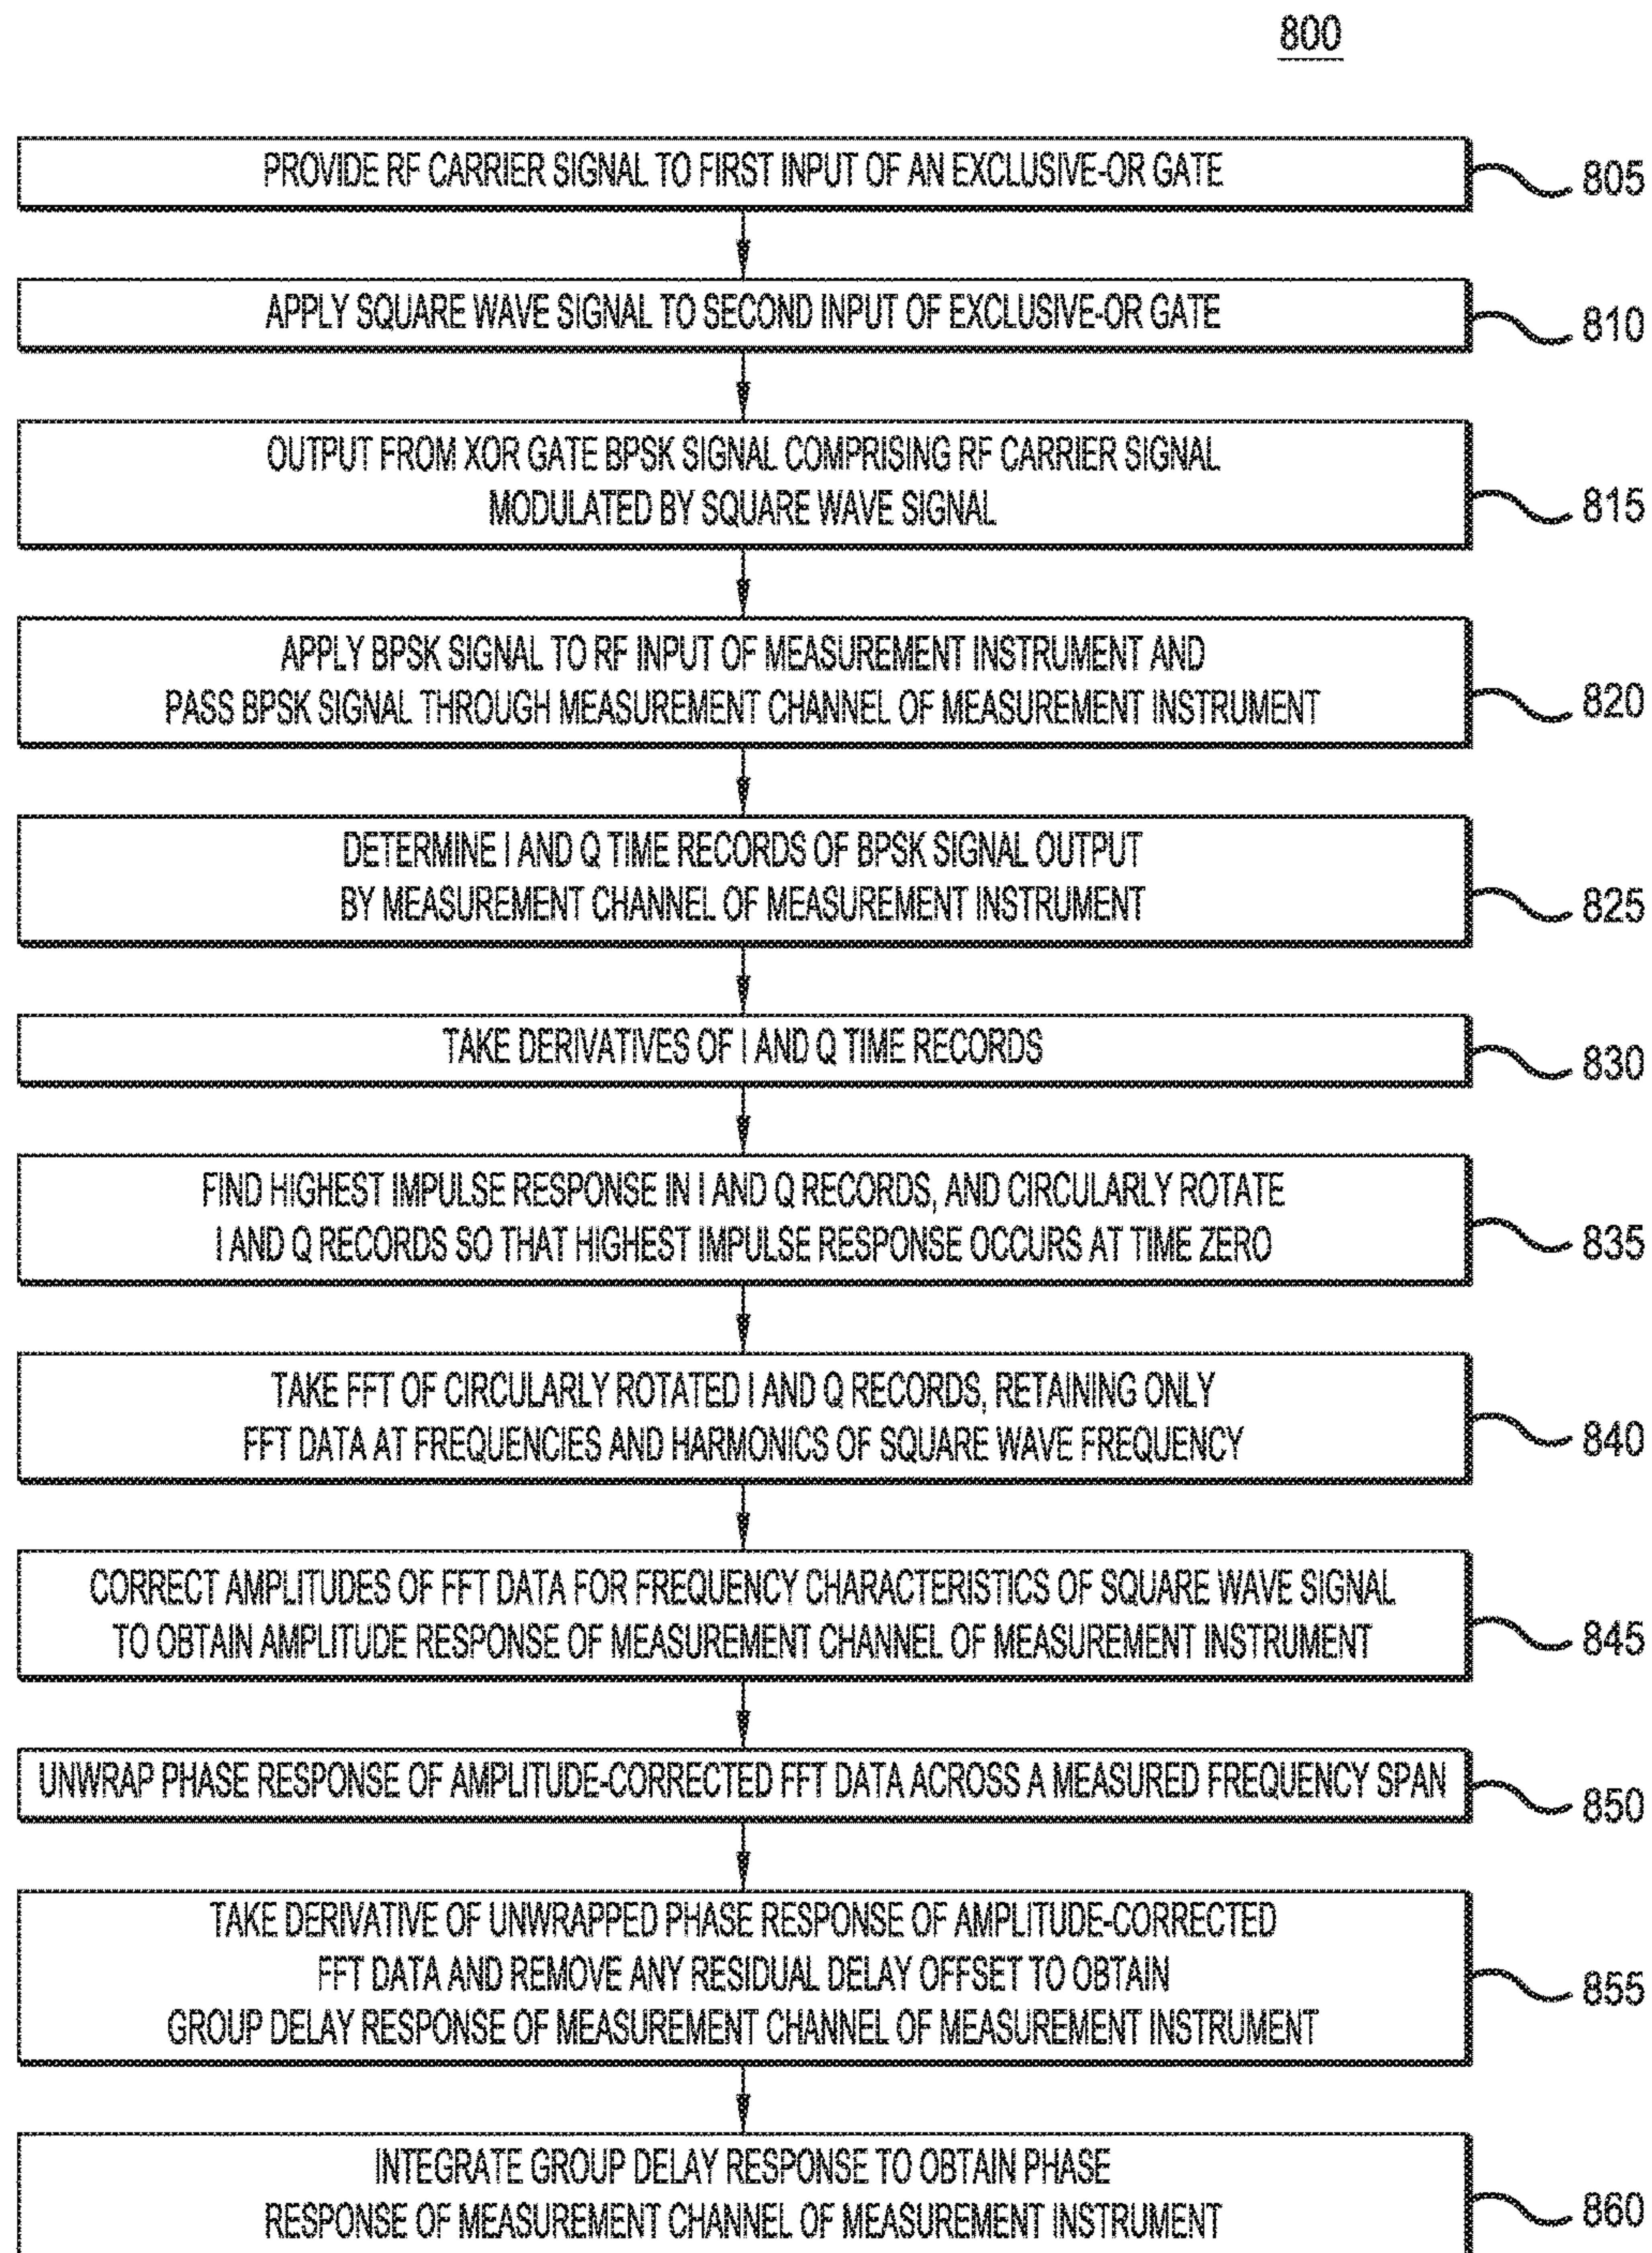 800
PROVIDE RF CARRIER SIGNAL TO FIRST INPUT OF AN EXCLUSIVE-OR GATE
805
APPLY SQUARE WAVE SIGNAL TO SECOND INPUT OF EXCLUSIVE-OR GATE
810
OUTPUT FROM XOR GATE BPSK SIGNAL COMPRISING RF CARRIER SIGNAL
MODULATED BY SQUARE WAVE SIGNAL
815
APPLY BPSK SIGNAL TO RF INPUT OF MEASUREMENT INSTRUMENT AND
PASS BPSK SIGNAL THROUGH MEASUREMENT CHANNEL OF MEASUREMENT INSTRUMENT
820
DETERMINE I AND Q TIME RECORDS OF BPSK SIGNAL OUTPUT
BY MEASUREMENT CHANNEL OF MEASUREMENT INSTRUMENT
825
TAKE DERIVATIVES OF I AND Q TIME RECORDS
830
FIND HIGHEST IMPULSE RESPONSE IN I AND Q RECORDS, AND CIRCULARLY ROTATE
I AND Q RECORDS SO THAT HIGHEST IMPULSE RESPONSE OCCURS AT TIME ZERO
835
TAKE FFT OF CIRCULARLY ROTATED I AND Q RECORDS, RETAINING ONLY
FFT DATA AT FREQUENCIES AND HARMONICS OF SQUARE WAVE FREQUENCY
840
CORRECT AMPLITUDES OF FFT DATA FOR FREQUENCY CHARACTERISTICS OF SQUARE WAVE SIGNAL
TO OBTAIN AMPLITUDE RESPONSE OF MEASUREMENT CHANNEL OF MEASUREMENT INSTRUMENT
845
UNWRAP PHASE RESPONSE OF AMPLITUDE-CORRECTED FFT DATA ACROSS A MEASURED FREQUENCY SPAN
850
TAKE DERIVATIVE OF UNWRAPPED PHASE RESPONSE OF AMPLITUDE-CORRECTED
FFT DATA AND REMOVE ANY RESIDUAL DELAY OFFSET TO OBTAIN
GROUP DELAY RESPONSE OF MEASUREMENT CHANNEL OF MEASUREMENT INSTRUMENT
855
INTEGRATE GROUP DELAY RESPONSE TO OBTAIN PHASE
RESPONSE OF MEASUREMENT CHANNEL OF MEASUREMENT INSTRUMENT
860